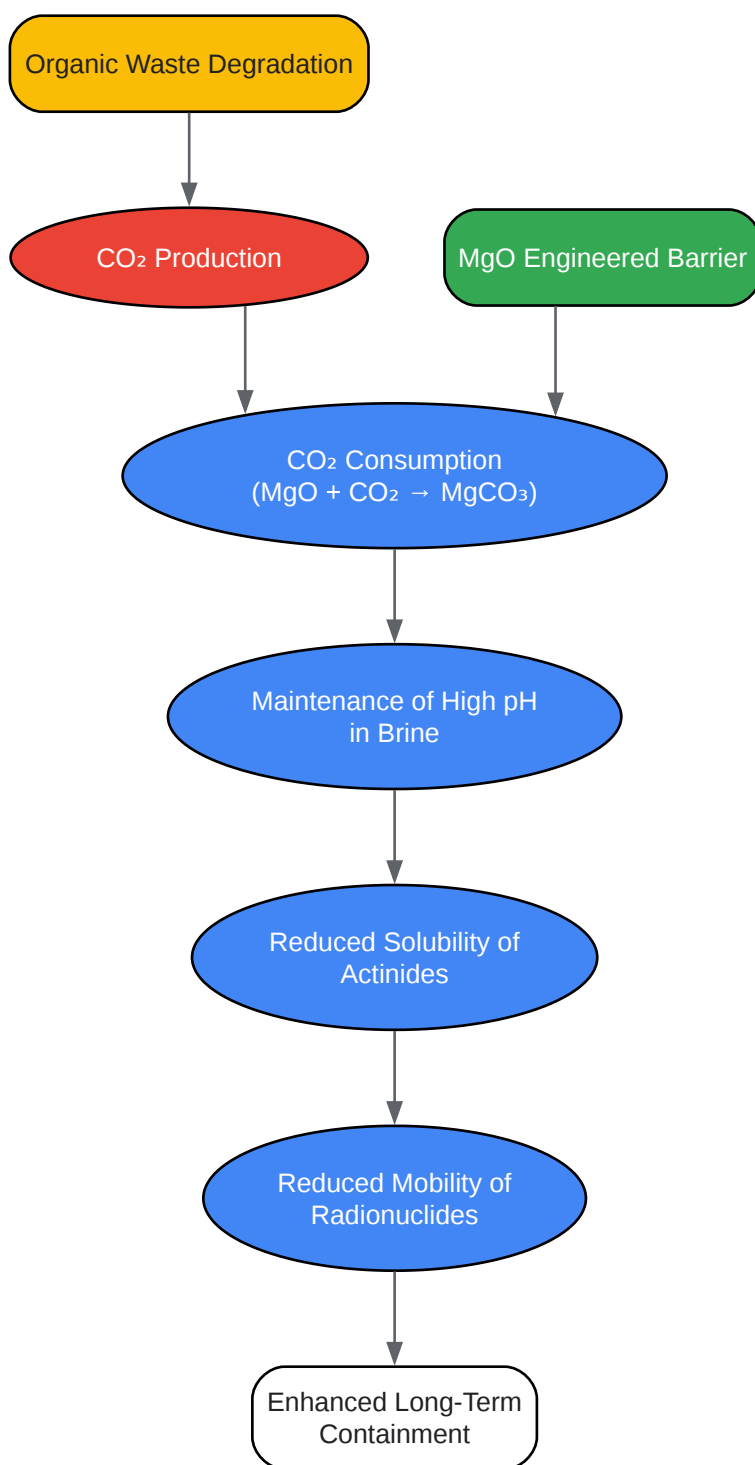 Organic Waste Degradation
CO₂ Production
MgO Engineered Barrier
CO₂ Consumption
(MgO + CO₂ → MgCO₃)
Maintenance of High pH
in Brine
Reduced Solubility of
Actinides
Reduced Mobility of
Radionuclides
Enhanced Long-Term
Containment